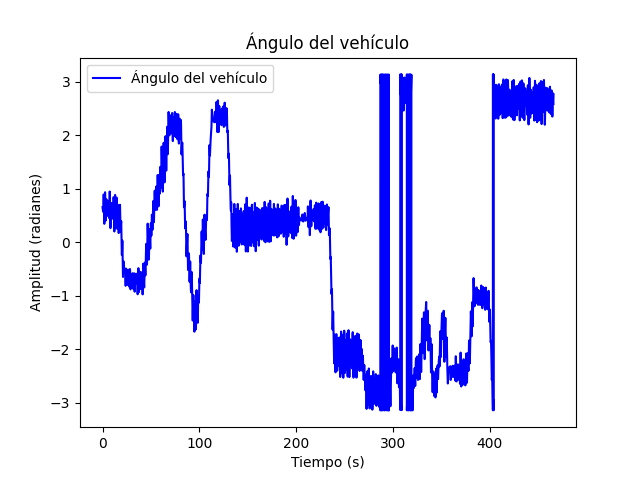 Ángulo del vehículo
Ángulo del vehículo
Amplitud (radianes)
3
2
1
0
−1
−2
−3
0 100 200 300 400
Tiempo (s)